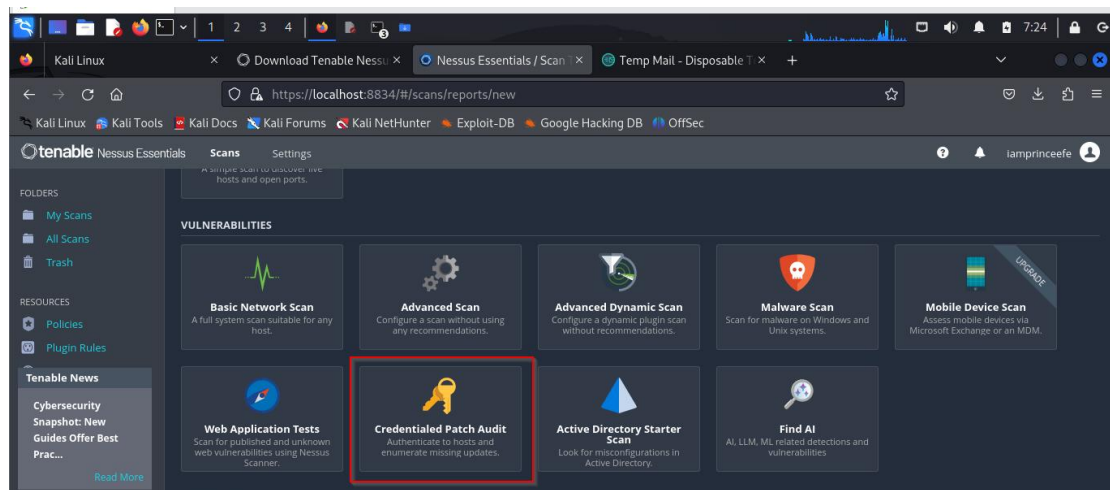 1 2 3 4
3
7:24
Kali Linux
Download Tenable Nessu
Nessus Essentials / Scan T
Temp Mail - Disposable T
https://localhost:8834/#/scans/reports/new
Kali Linux Kali Tools Kali Docs Kali Forums Kali NetHunter Exploit-DB Google Hacking DB OffSec
tenable Nessus Essentials Scans Settings iamprinceefe
A simple scan to discover live
hosts and open ports.
FOLDERS
My Scans
All Scans
Trash
RESOURCES
Policies
Plugin Rules
Tenable News
Cybersecurity
Snapshot: New
Guides Offer Best
Prac...
Read More
VULNERABILITIES
Basic Network Scan
A full system scan suitable for any
host.
Advanced Scan
Configure a scan without using
any recommendations.
Advanced Dynamic Scan
Configure a dynamic plugin scan
without recommendations.
Malware Scan
Scan for malware on Windows and
Unix systems.
UPGRADE
Mobile Device Scan
Assess mobile devices via
Microsoft Exchange or an MDM.
Web Application Tests
Scan for published and unknown
web vulnerabilities using Nessus
Scanner.
Credentialed Patch Audit
Authenticate to hosts and
enumerate missing updates.
Active Directory Starter
Scan
Look for misconfigurations in
Active Directory.
Find AI
AI, LLM, ML related detections and
vulnerabilities